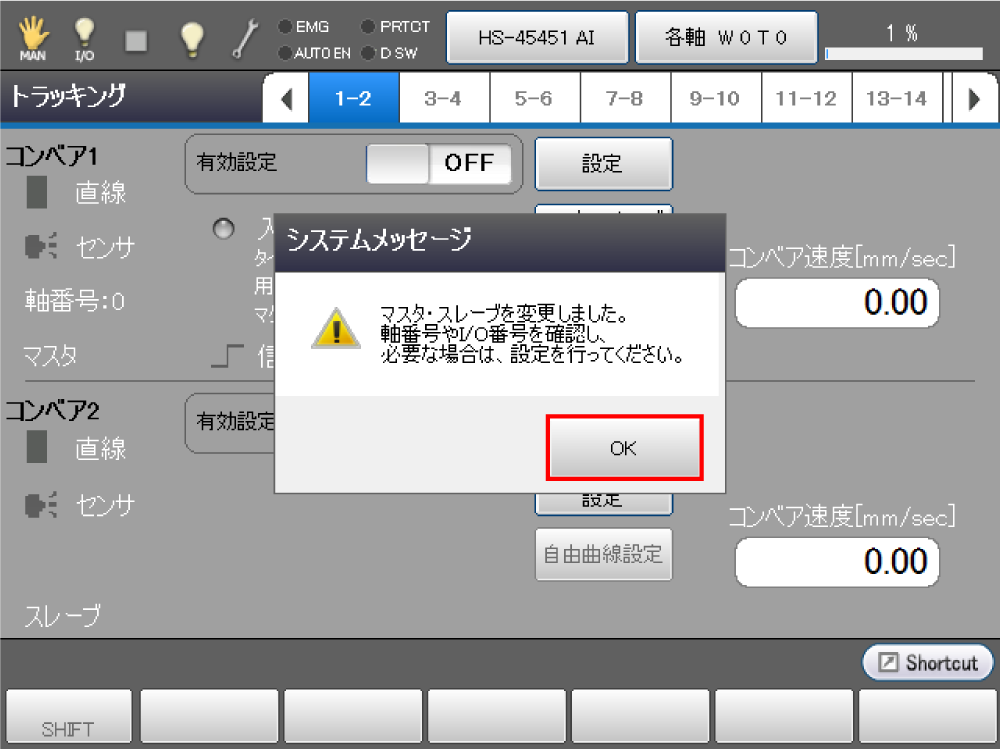 MAN
I/O
EMG
PRTCT
AUTO EN
D SW
HS-45451 AI
各軸 W0T0
1 %
トラッキング
1-2
3-4
5-6
7-8
9-10
11-12
13-14
コンベア1
有効設定
OFF
設定
直線
センサ
軸番号:0
マスタ
コンベア速度[mm/sec]
0.00
システムメッセージ
マスタ・スレーブを変更しました。
軸番号やI/O番号を確認し、
必要な場合は、設定を行ってください。
OK
コンベア2
有効設定
直線
センサ
設定
自由曲線設定
コンベア速度[mm/sec]
0.00
スレーブ
Shortcut
SHIFT